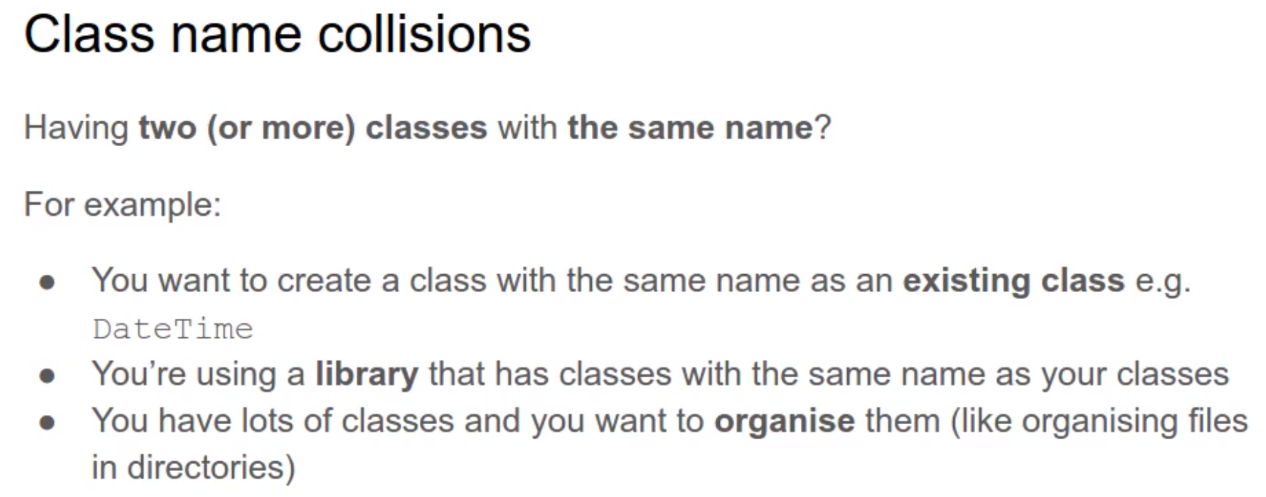 Class name collisions
Having two (or more) classes with the same name?
For example:
● You want to create a class with the same name as an existing class e.g.
DateTime
● You’re using a library that has classes with the same name as your classes
● You have lots of classes and you want to organise them (like organising files
in directories)